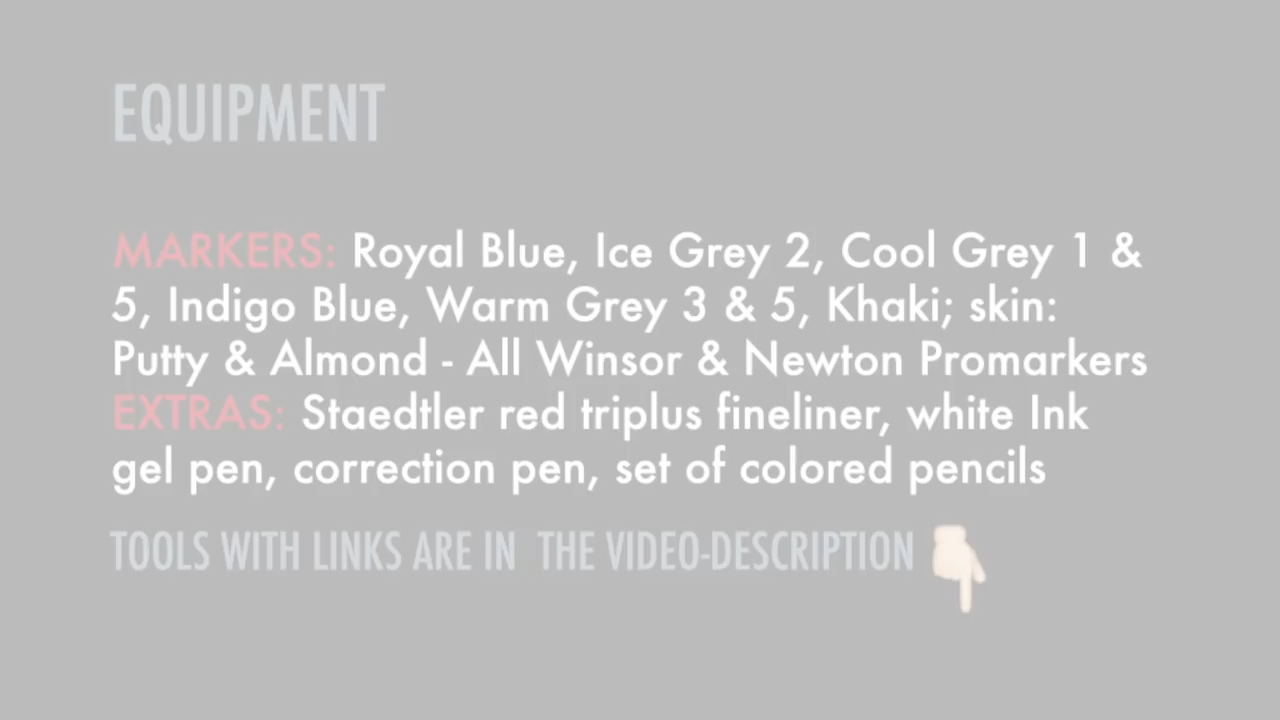 EQUIPMENT
MARKERS: Royal Blue, Ice Grey 2, Cool Grey 1 &
5, Indigo Blue, Warm Grey 3 & 5, Khaki; skin:
Putty & Almond - All Winsor & Newton Promarkers
EXTRAS: Staedtler red triplus fineliner, white Ink
gel pen, correction pen, set of colored pencils
TOOLS WITH LINKS ARE IN THE VIDEO-DESCRIPTION